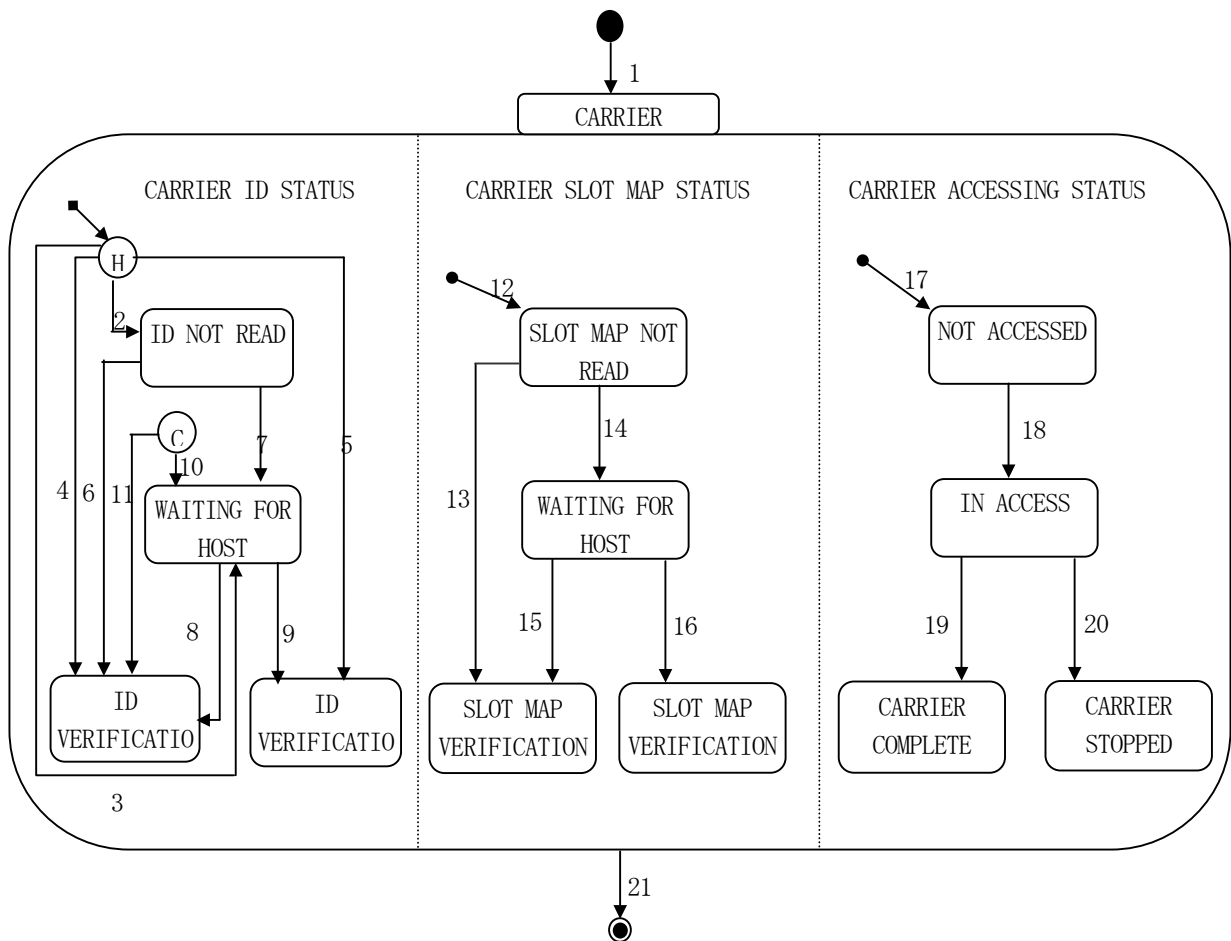 1
CARRIER
CARRIER ID STATUS
CARRIER SLOT MAP STATUS
CARRIER ACCESSING STATUS
H
2
ID NOT READ
C
10
7
5
4
6
11
WAITING FOR
HOST
8
9
ID
VERIFICATIO
ID
VERIFICATIO
3
12
SLOT MAP NOT
READ
14
13
WAITING FOR
HOST
15
16
SLOT MAP
VERIFICATION
SLOT MAP
VERIFICATION
17
NOT ACCESSED
18
IN ACCESS
19
20
CARRIER
COMPLETE
CARRIER
STOPPED
21